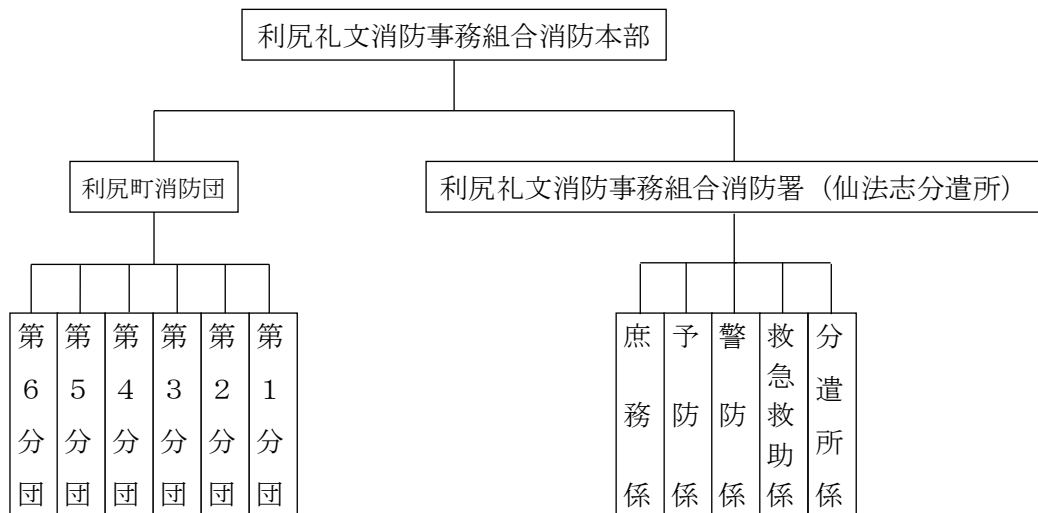 利尻礼文消防事務組合消防本部
利尻町消防団
利尻礼文消防事務組合消防署（仙法志分遣所）
第６分団
第５分団
第４分団
第３分団
第２分団
第１分団
庶務係
予防係
警防係
救急救助係
分遣所係